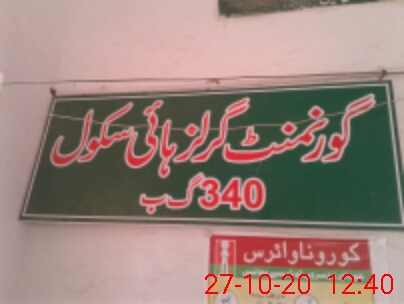 گورنمنٹ گرلز ہائی سکول
340 گ ب
کورونا وائرس
27-10-20 12:40